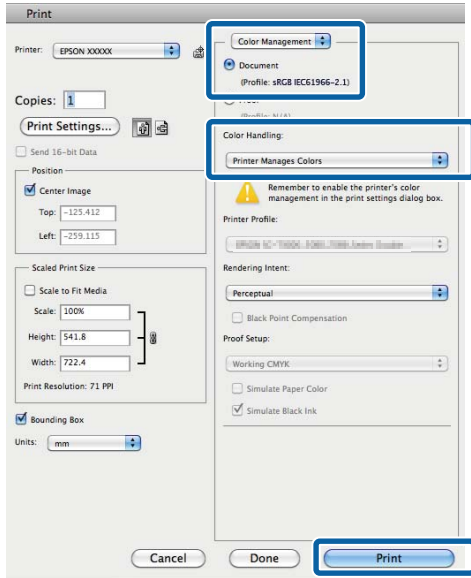 Print
Printer: EPSON XXXXX
Copies: 1
Print Settings...
Send 16-bit Data
Position
Center Image
Top: -125.412
Left: -259.115
Scaled Print Size
Scale to Fit Media
Scale: 100%
Height: 541.8
Width: 722.4
Print Resolution: 71 PPI
Bounding Box
Units: mm
Color Management
Document
(Profile: sRGB IEC61966-2.1)
Color Handling:
Printer Manages Colors
Remember to enable the printer's color
management in the print settings dialog box.
Printer Profile:
Rendering Intent:
Perceptual
Black Point Compensation
Proof Setup:
Working CMYK
Simulate Paper Color
Simulate Black Ink
Cancel
Done
Print